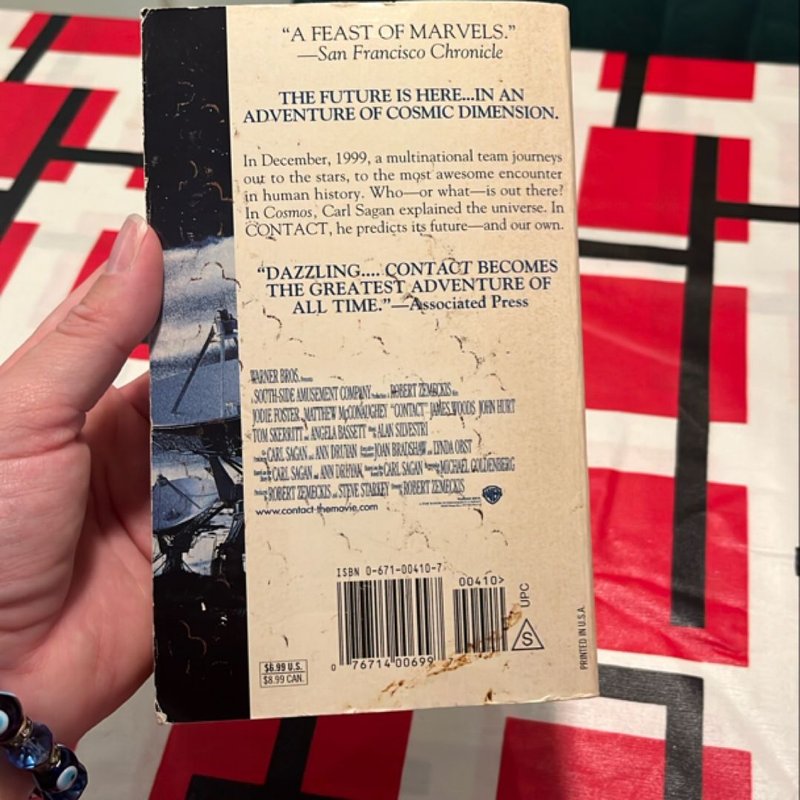 “A FEAST OF MARVELS.”
—San Francisco Chronicle
THE FUTURE IS HERE...IN AN
ADVENTURE OF COSMIC DIMENSION.
In December, 1999, a multinational team journeys
out to the stars, to the most awesome encounter
in human history. Who—or what—is out there?
In Cosmos, Carl Sagan explained the universe. In
CONTACT, he predicts its future—and our own.
“DAZZLING.... CONTACT BECOMES
THE GREATEST ADVENTURE OF
ALL TIME.”—Associated Press
WARNER BROS.
SOUTH-SIDE AMUSEMENT COMPANY ROBERT ZEMECKIS
JODIE FOSTER MATTHEW McCONAUGHEY “CONTACT” JAMES WOODS JOHN HURT
TOM SKERRITT ANGELA BASSETT ALAN SILVESTRI
CARL SAGAN ANN DRUYAN JOAN BRADSHAW LYNDA OBST
CARL SAGAN ANN DRUYAN CARL SAGAN MICHAEL GOLDENBERG
ROBERT ZEMECKIS STEVE STARKEY ROBERT ZEMECKIS
www.contact-themovie.com
ISBN 0-671-00410-7
00410>
UPC
S
0 76714 00699 7
$6.99 U.S.
$8.99 CAN.
PRINTED IN U.S.A.